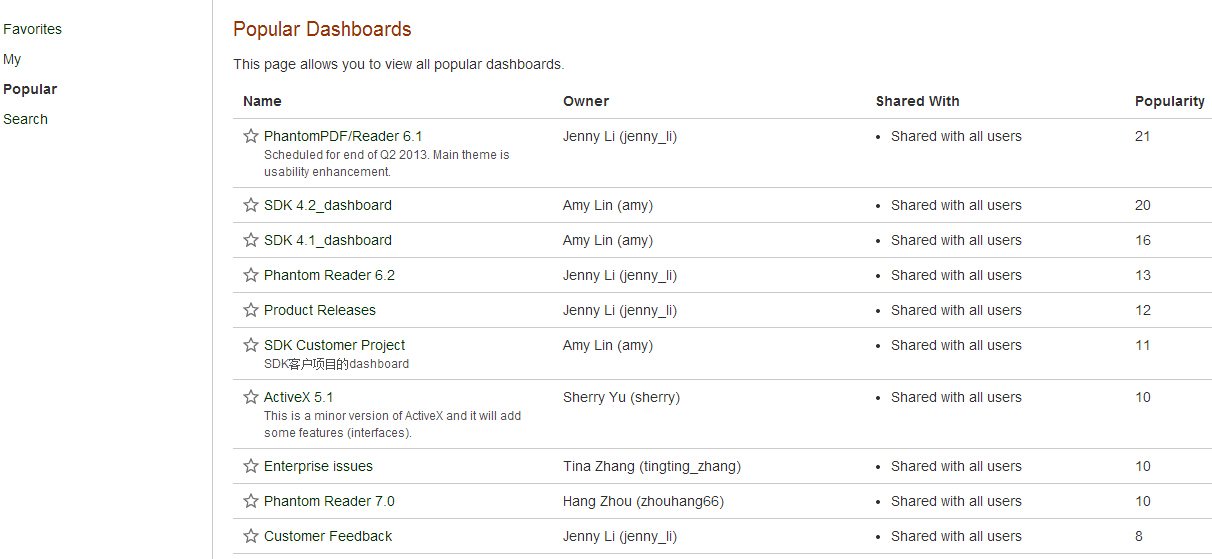 Favorites
My
Popular
Search
Popular Dashboards
This page allows you to view all popular dashboards.
Name Owner Shared With Popularity
PhantomPDF/Reader 6.1 Jenny Li (jenny_li) • Shared with all users 21
Scheduled for end of Q2 2013. Main theme is
usability enhancement.
SDK 4.2_dashboard Amy Lin (amy) • Shared with all users 20
SDK 4.1_dashboard Amy Lin (amy) • Shared with all users 16
Phantom Reader 6.2 Jenny Li (jenny_li) • Shared with all users 13
Product Releases Jenny Li (jenny_li) • Shared with all users 12
SDK Customer Project Amy Lin (amy) • Shared with all users 11
SDK客户项目的dashboard
ActiveX 5.1 Sherry Yu (sherry) • Shared with all users 10
This is a minor version of ActiveX and it will add
some features (interfaces).
Enterprise issues Tina Zhang (tingting_zhang) • Shared with all users 10
Phantom Reader 7.0 Hang Zhou (zhouhang66) • Shared with all users 10
Customer Feedback Jenny Li (jenny_li) • Shared with all users 8